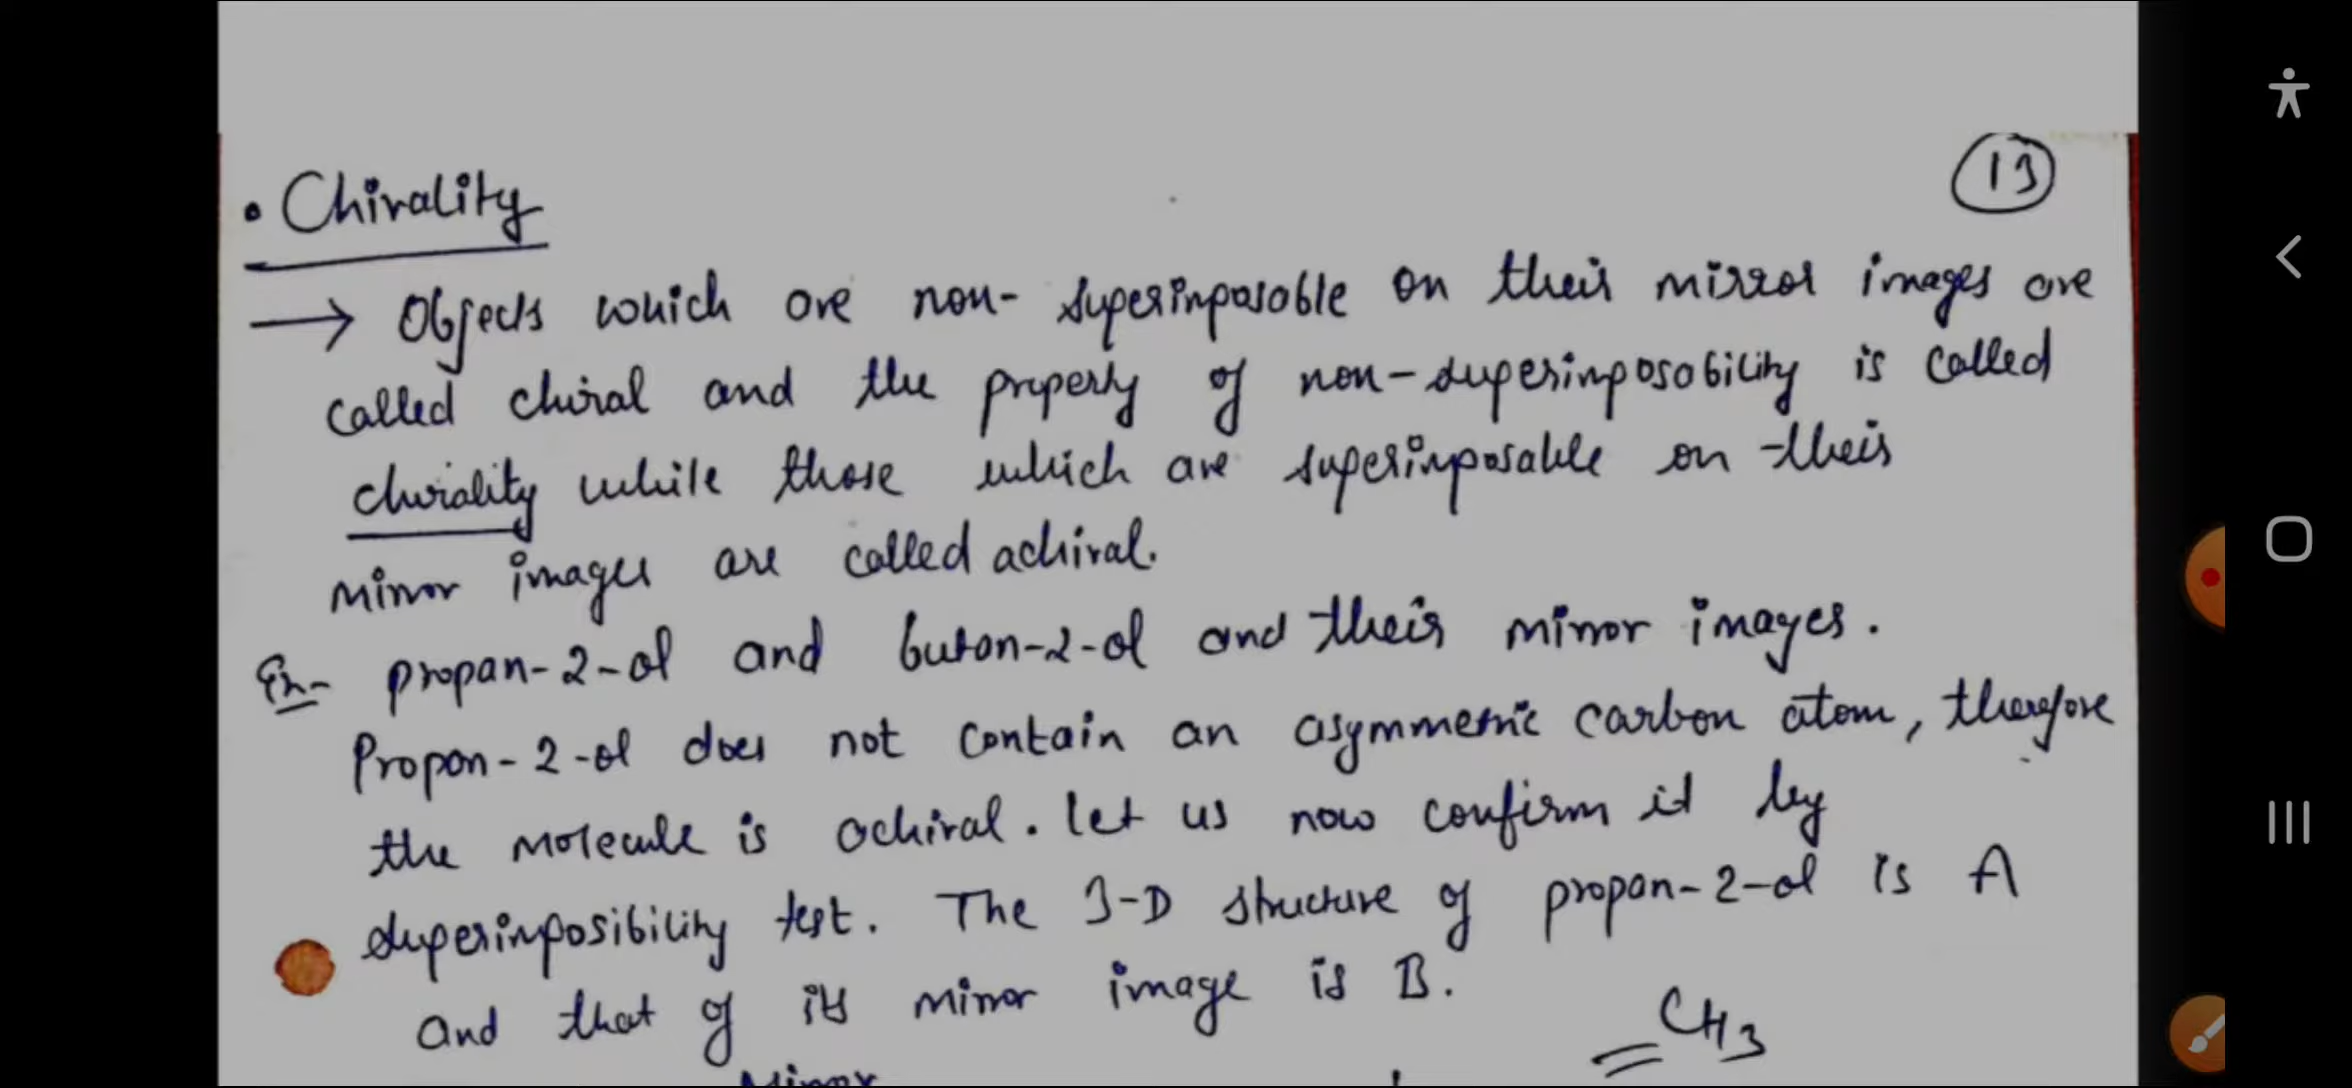 • Chirality
13
→ Objects which are non-superimposable on their mirror images are
called chiral and the property of non-superimposability is called
chirality while those which are superimposable on their
mirror images are called achiral.
Ex- propan-2-ol and butan-2-ol and their mirror images.
Propan-2-ol does not contain an asymmetric carbon atom, therefore
the molecule is achiral. let us now confirm it by
superimposibility test. The 3-D structure of propan-2-ol is A
and that of its mirror image is B.
CH3
Mirror